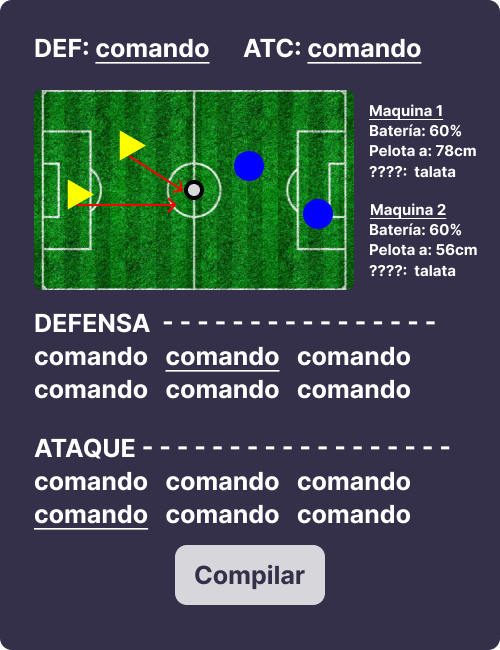 DEF: comando ATC: comando
Maquina 1
Batería: 60%
Pelota a: 78cm
????: talata
Maquina 2
Batería: 60%
Pelota a: 56cm
????: talata
DEFENSA - - - - - - - - - - - - - - - -
comando comando comando
comando comando comando
ATAQUE - - - - - - - - - - - - - - - - - -
comando comando comando
comando comando comando
Compilar